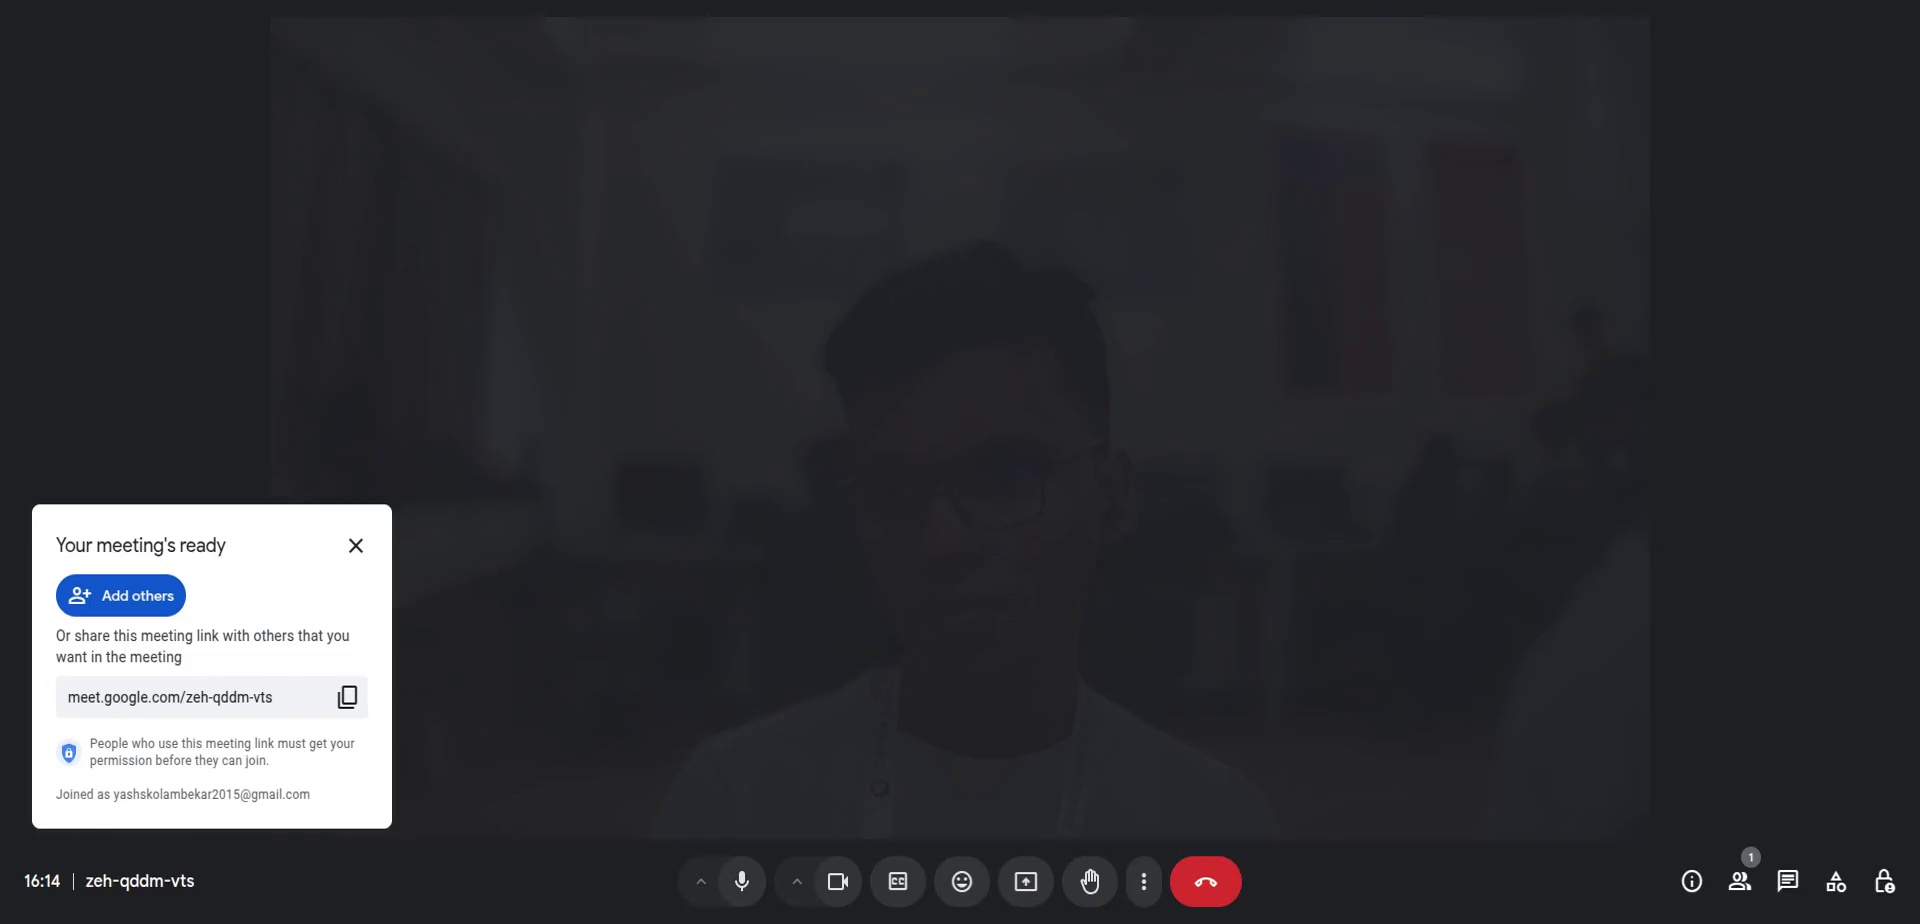 Your meeting's ready
Add others
Or share this meeting link with others that you
want in the meeting
meet.google.com/zeh-qddm-vts
People who use this meeting link must get your
permission before they can join.
Joined as yashskolambekar2015@gmail.com
16:14 | zeh-qddm-vts
CC
1